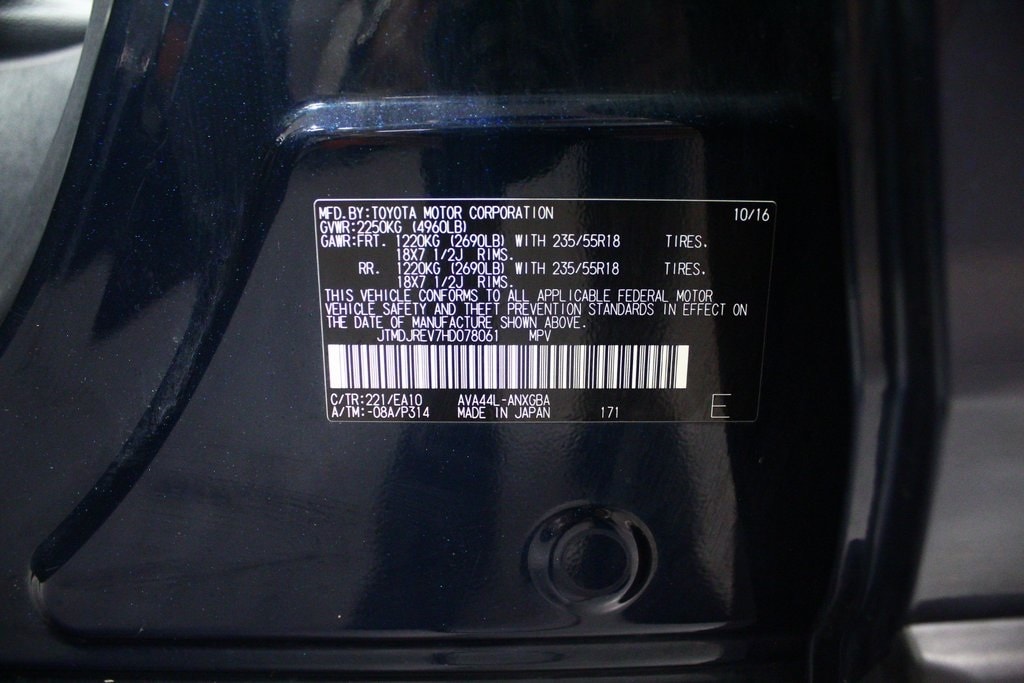 MFD.BY:TOYOTA MOTOR CORPORATION 10/16
GVWR:2250KG (4960LB)
GAWR:FRT. 1220KG (2690LB) WITH 235/55R18 TIRES.
18X7 1/2J RIMS.
RR. 1220KG (2690LB) WITH 235/55R18 TIRES.
18X7 1/2J RIMS.
THIS VEHICLE CONFORMS TO ALL APPLICABLE FEDERAL MOTOR
VEHICLE SAFETY AND THEFT PREVENTION STANDARDS IN EFFECT ON
THE DATE OF MANUFACTURE SHOWN ABOVE.
JTMDJREV7HD078061 MPV
C/TR:221/EA10 AVA44L-ANXGBA
A/TM:-08A/P314 MADE IN JAPAN 171 E